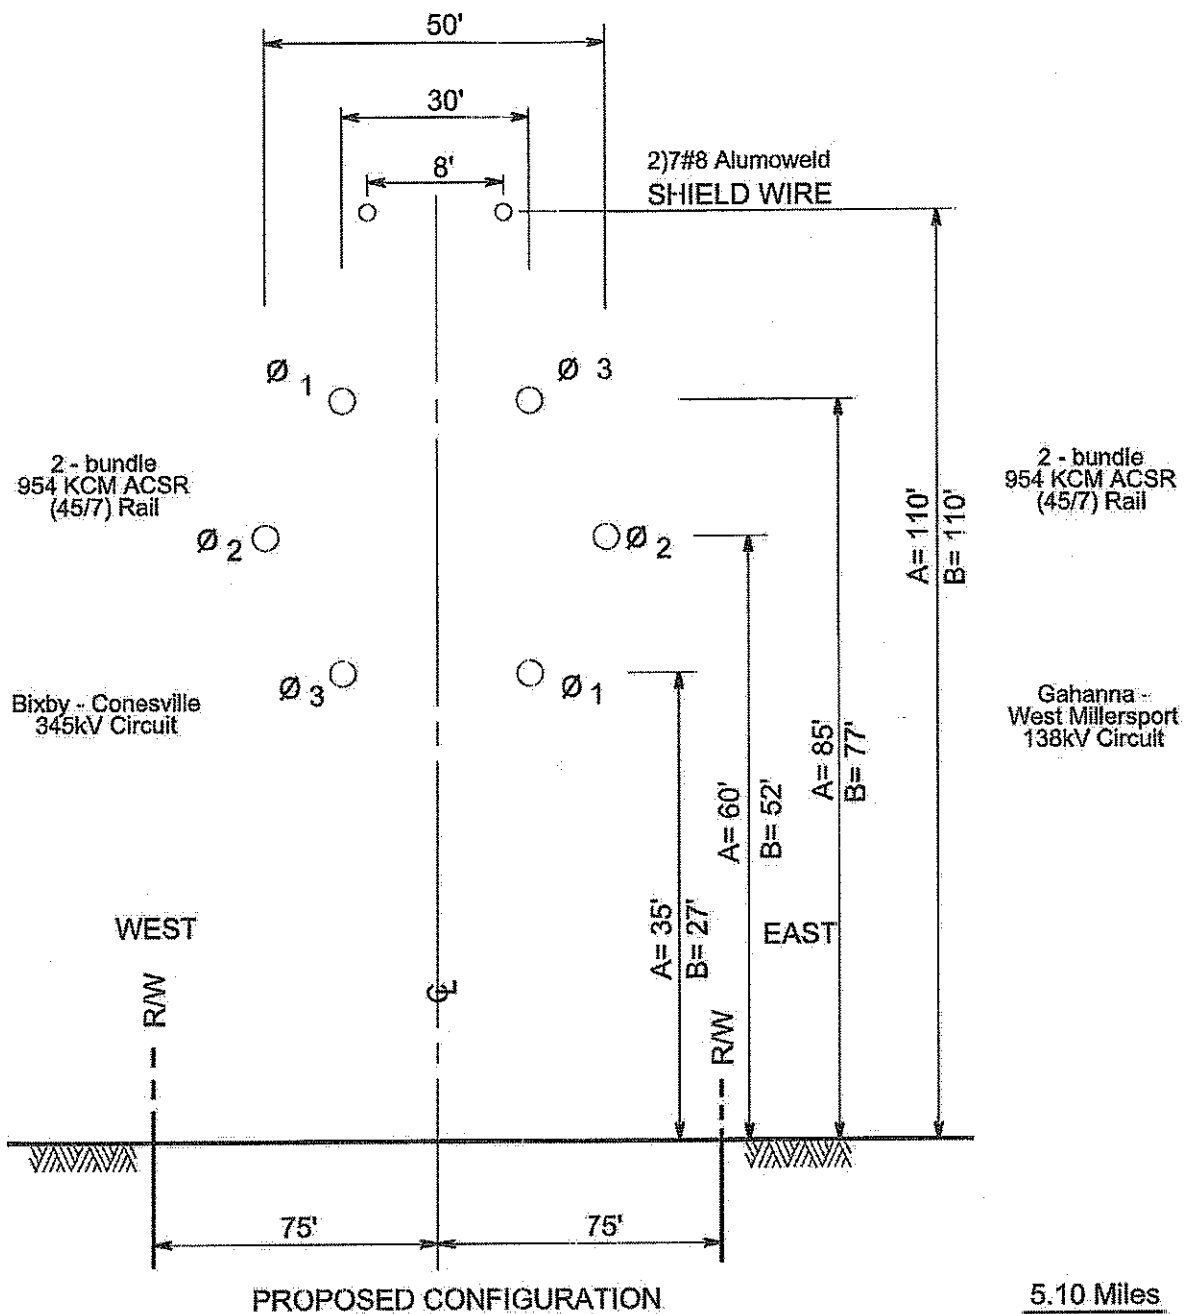 50'
30'
8'
2)7#8 Alumoweld
SHIELD WIRE
Ø 1
Ø 3
2 - bundle
954 KCM ACSR
(45/7) Rail
2 - bundle
954 KCM ACSR
(45/7) Rail
Ø 2
Ø 2
A= 110'
B= 110'
Bixby - Conesville
345kV Circuit
Ø 3
Ø 1
Gahanna -
West Millersport
138kV Circuit
A= 85'
B= 77'
A= 60'
B= 52'
A= 35'
B= 27'
WEST
EAST
R/W
CL
R/W
75'
75'
PROPOSED CONFIGURATION
5.10 Miles